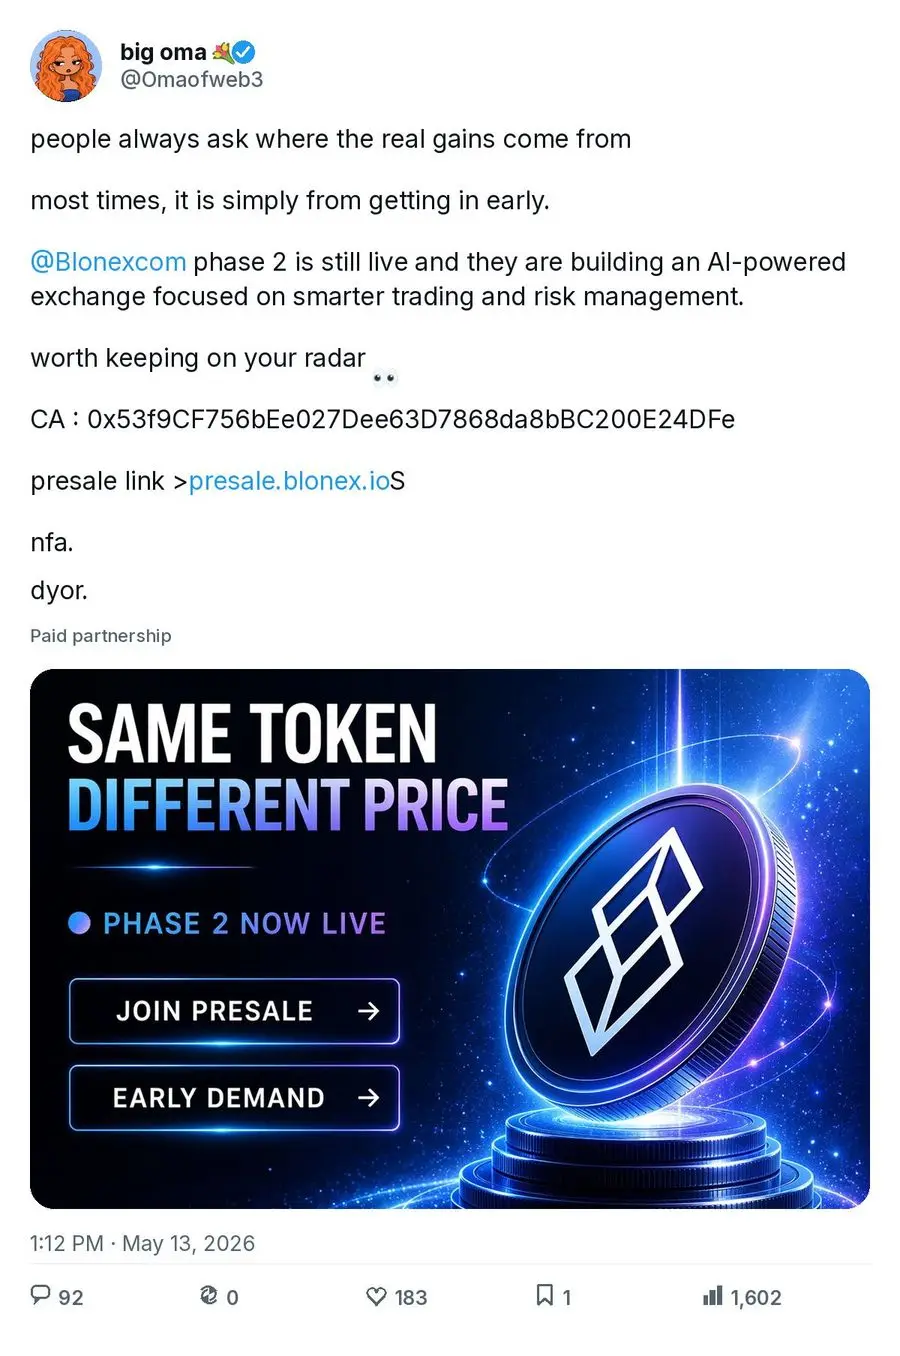 big oma 💐
@Omaofweb3
people always ask where the real gains come from
most times, it is simply from getting in early.
@Blonexcom phase 2 is still live and they are building an AI-powered
exchange focused on smarter trading and risk management.
worth keeping on your radar 👀
CA : 0x53f9CF756bEe027Dee63D7868da8bBC200E24DFe
presale link >presale.blonex.ioS
nfa.
dyor.
Paid partnership
SAME TOKEN
DIFFERENT PRICE
PHASE 2 NOW LIVE
JOIN PRESALE →
EARLY DEMAND →
1:12 PM · May 13, 2026
92 0 183 1 1,602